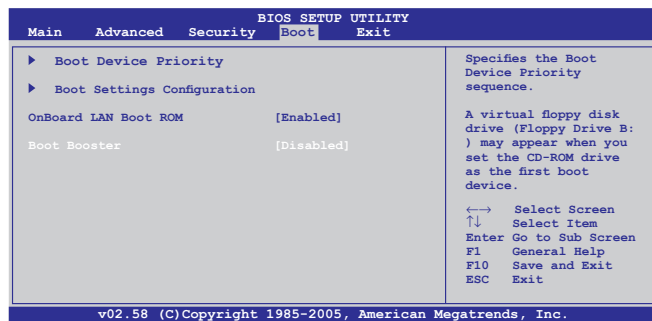 BIOS SETUP UTILITY
Main Advanced Security Boot Exit
Boot Device Priority
Boot Settings Configuration
OnBoard LAN Boot ROM [Enabled]
Boot Booster [Disabled]
Specifies the Boot
Device Priority
sequence.
A virtual floppy disk
drive (Floppy Drive B:
) may appear when you
set the CD-ROM drive
as the first boot
device.
←→ Select Screen
↑↓ Select Item
Enter Go to Sub Screen
F1 General Help
F10 Save and Exit
ESC Exit
v02.58 (C)Copyright 1985-2005, American Megatrends, Inc.